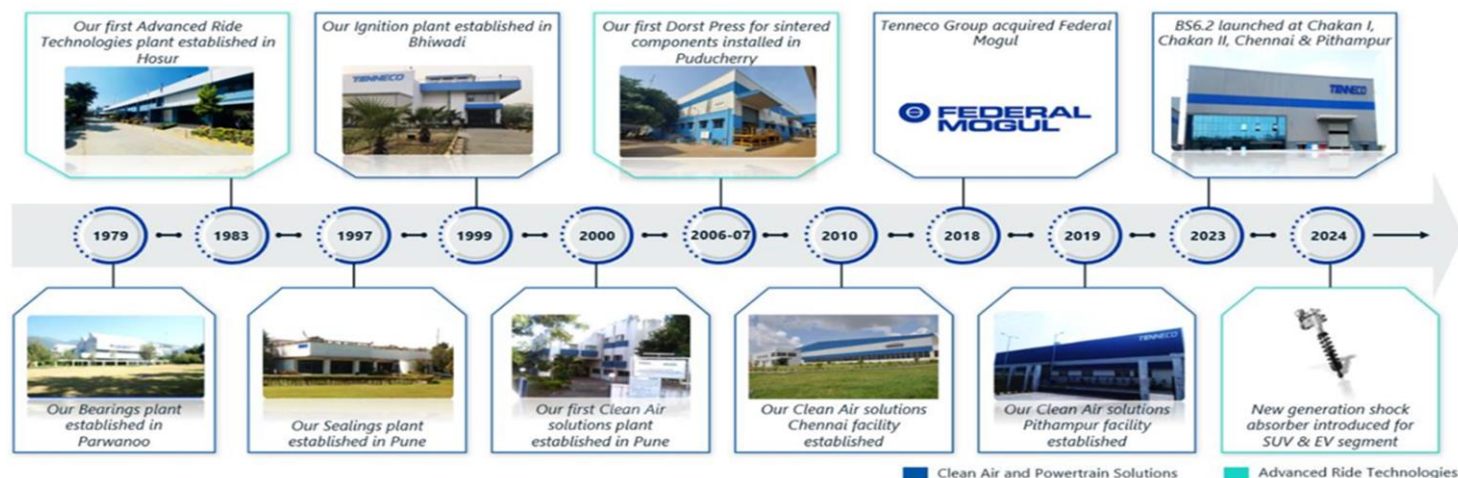 Our first Advanced Ride
Technologies plant established in
Hosur
Our Ignition plant established in
Bhiwadi
TENNECO
Our first Dorst Press for sintered
components installed in
Puducherry
Tenneco Group acquired Federal
Mogul
FEDERAL
MOGUL
BS6.2 launched at Chakan I,
Chakan II, Chennai & Pithampur
TENNECO
1979
1983
1997
1999
2000
2006-07
2010
2018
2019
2023
2024
Our Bearings plant
established in
Parwanoo
Our Sealings plant
established in Pune
Our first Clean Air
solutions plant
established in Pune
Our Clean Air solutions
Chennai facility
established
TENNECO
Our Clean Air solutions
Pithampur facility
established
New generation shock
absorber introduced for
SUV & EV segment
Clean Air and Powertrain Solutions
Advanced Ride Technologies